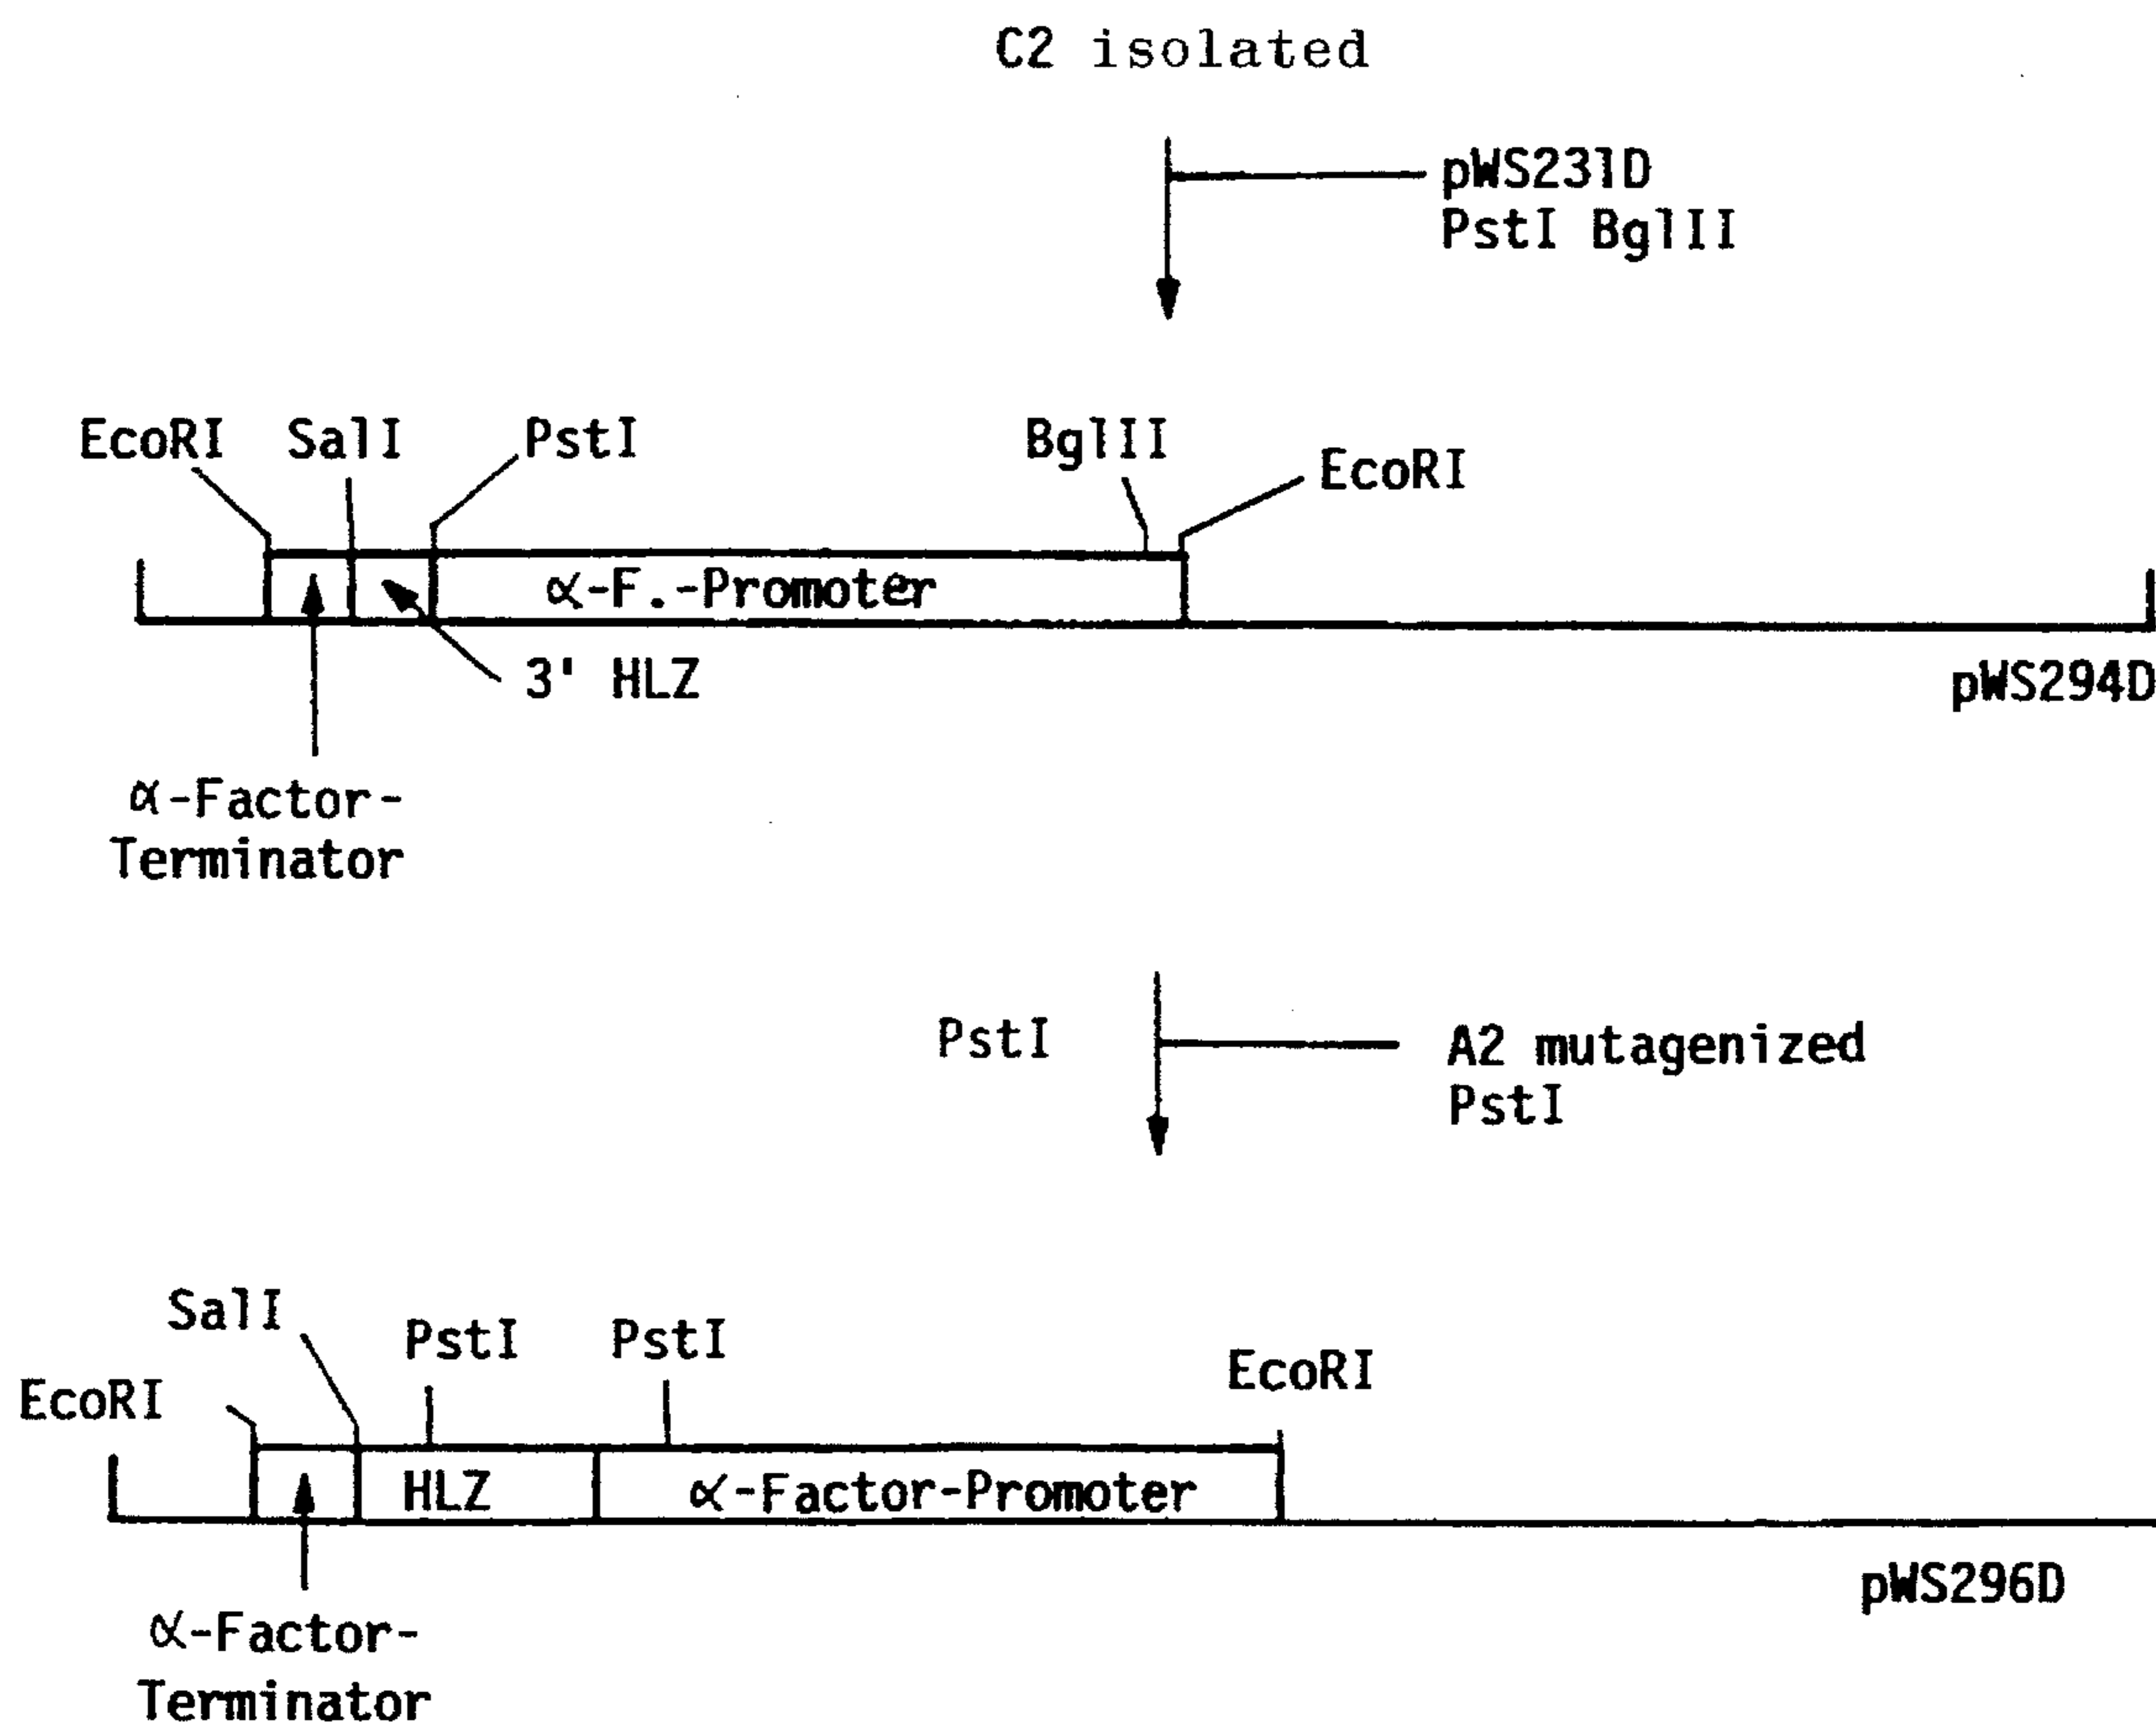 C2 isolated
pWS231D
PstI BglII
EcoRI SalI PstI BglII EcoRI
α-F.-Promoter
3' HLZ
pWS294D
α-Factor-
Terminator
PstI A2 mutagenized
PstI
SalI PstI PstI EcoRI
EcoRI
HLZ α-Factor-Promoter
pWS296D
α-Factor-
Terminator